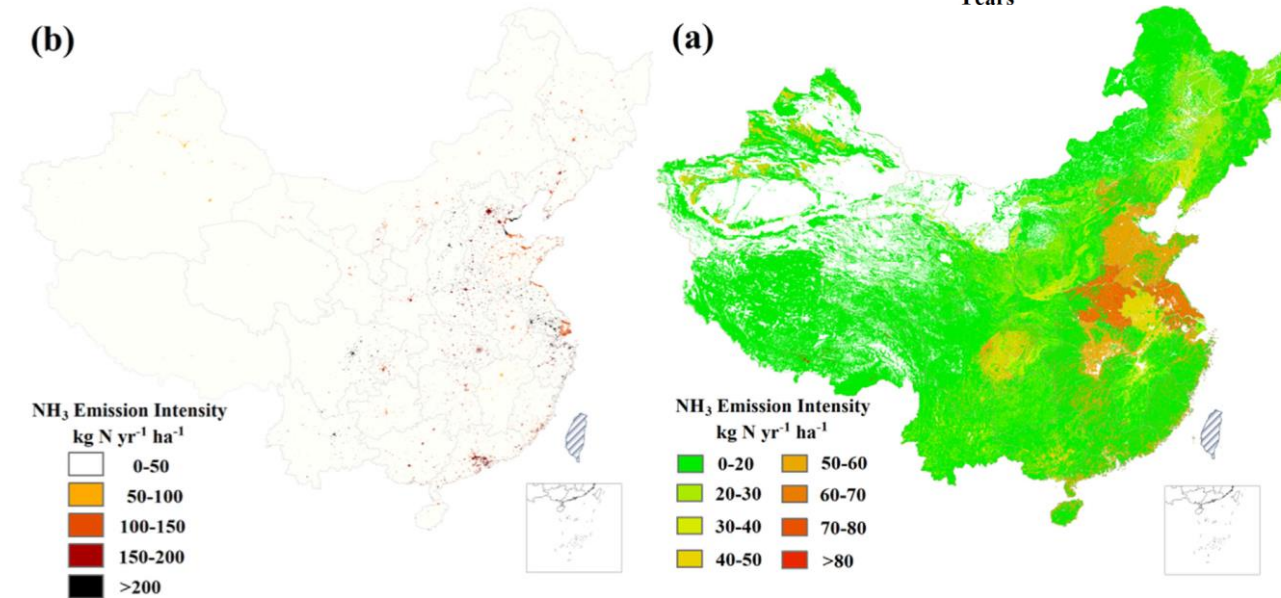 Years
(b)
NH3 Emission Intensity
kg N yr-1 ha-1
0-50
50-100
100-150
150-200
>200
(a)
NH3 Emission Intensity
kg N yr-1 ha-1
0-20
20-30
30-40
40-50
50-60
60-70
70-80
>80